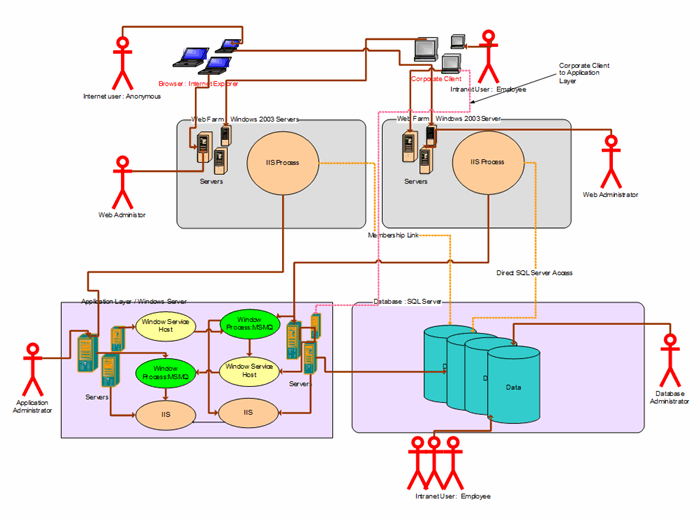 Internet user : Anonymous
Browser : Internet Explorer
Corporate Client
Intranet User : Employee
Corporate Client
to Application
Layer
Web Farm : Windows 2003 Servers
IIS Process
Servers
Web Administor
Web Farm : Windows 2003 Server
IIS Process
Servers
Web Administrator
Membership Link
Direct SQL Server Access
Application Layer / Windows Server
Window Service
Host
Window
Process MSMQ
Window
Process MSMQ
Window Service
Host
IIS
IIS
Servers
Servers
Application
Administrator
Database : SQL Server
D
Data
Database
Administrator
Intranet User : Employee